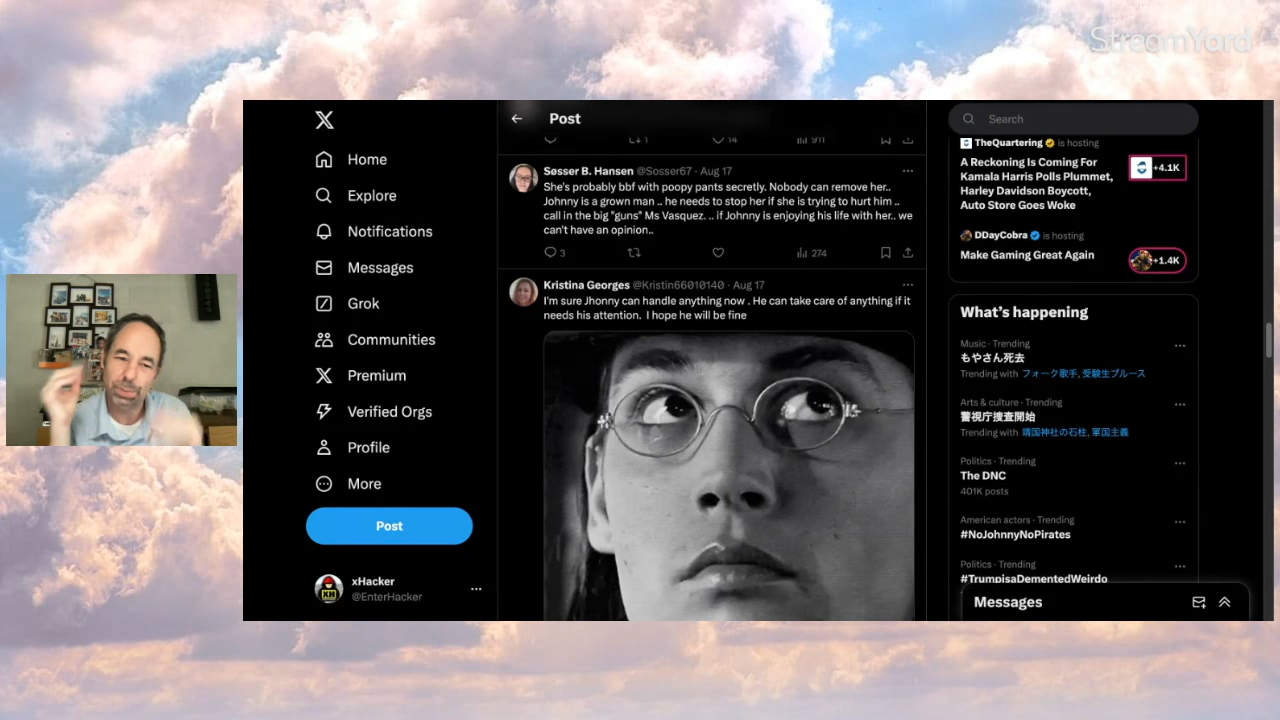 StreamYard
Home
Explore
Notifications
Messages
Grok
Communities
Premium
Verified Orgs
Profile
More
Post
xHacker
@EnterHacker
Post
1
14
911
Søsser B. Hansen @Sosser67 · Aug 17
She's probably bbf with poopy pants secretly. Nobody can remove her..
Johnny is a grown man .. he needs to stop her if she is trying to hurt him ..
call in the big "guns" Ms Vasquez. .. if Johnny is enjoying his life with her.. we
can't have an opinion..
3
274
Kristina Georges @Kristin66010140 · Aug 17
I'm sure Jhonny can handle anything now . He can take care of anything if it
needs his attention. I hope he will be fine
Search
TheQuartering is hosting
A Reckoning Is Coming For
Kamala Harris Polls Plummet,
Harley Davidson Boycott,
Auto Store Goes Woke
+4.1K
DDayCobra is hosting
Make Gaming Great Again
+1.4K
What's happening
Music · Trending
もやさん死去
Trending with フォーク歌手, 受験生ブルース
Arts & culture · Trending
警視庁捜査開始
Trending with 靖国神社の石柱, 軍国主義
Politics · Trending
The DNC
401K posts
American actors · Trending
#NoJohnnyNoPirates
Politics · Trending
#TrumpisaDementedWeirdo
Messages